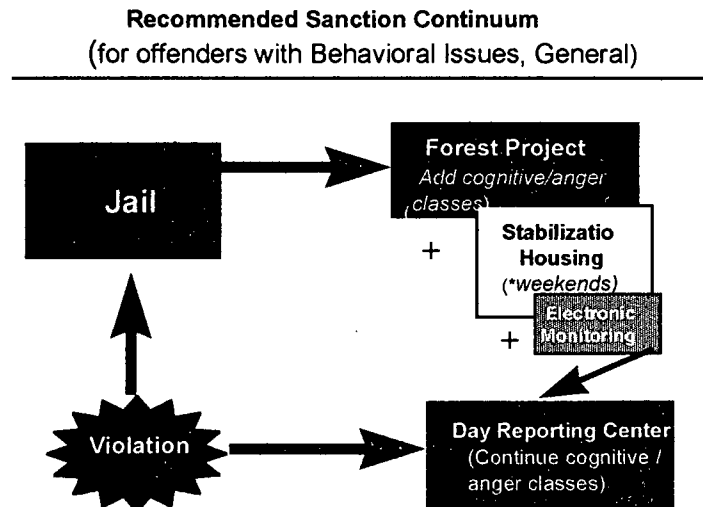 Recommended Sanction Continuum
(for offenders with Behavioral Issues, General)
Jail
Forest Project
Add cognitive/anger
(classes)
+
Stabilizatio
Housing
(*weekends)
+
Electronic
Monitoring
Violation
Day Reporting Center
(Continue cognitive /
anger classes)